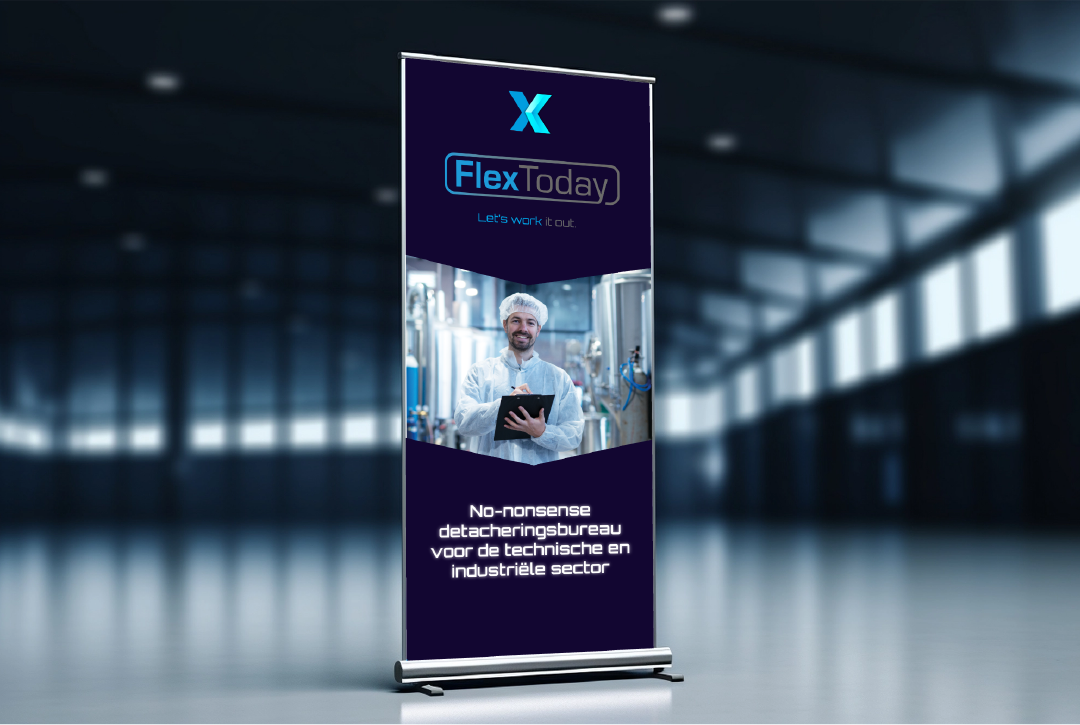 FlexToday
Let's work it out.
No-nonsense
detacheringsbureau
voor de technische en
industriële sector